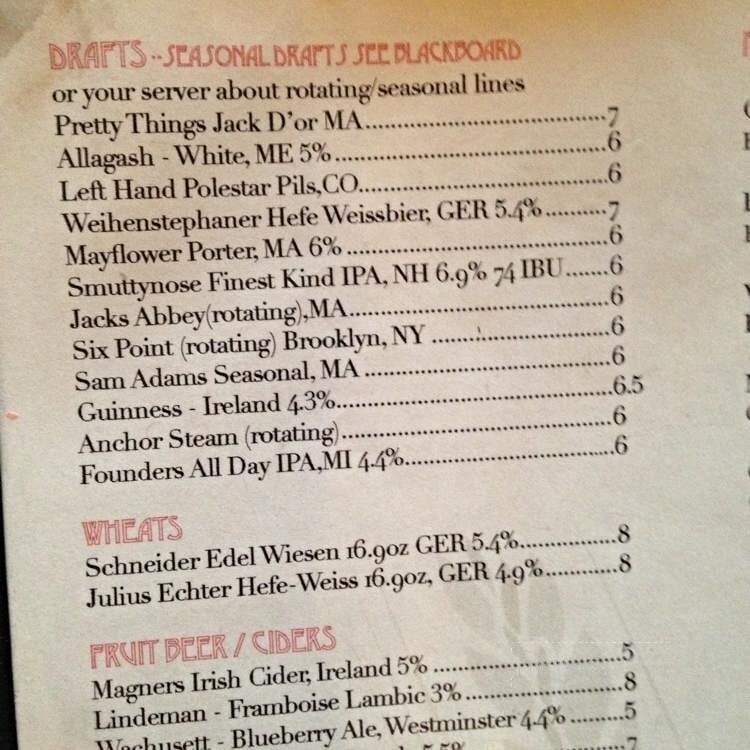 DRAFTS--SEASONAL DRAFTS SEE BLACKBOARD
or your server about rotating/seasonal lines
Pretty Things Jack D'or MA..............................7
Allagash - White, ME 5%..................................6
Left Hand Polestar Pils,CO...............................6
Weihenstephaner Hefe Weissbier, GER 5.4%..........7
Mayflower Porter, MA 6% .................................6
Smuttynose Finest Kind IPA, NH 6.9% 74 IBU.......6
Jacks Abbey(rotating),MA.................................6
Six Point (rotating) Brooklyn, NY .......................6
Sam Adams Seasonal, MA ................................6
Guinness - Ireland 4.3%...................................6.5
Anchor Steam (rotating)..................................6
Founders All Day IPA,MI 4.4%...........................6
WHEATS
Schneider Edel Wiesen 16.9oz GER 5.4%..............8
Julius Echter Hefe-Weiss 16.9oz, GER 4.9%...........8
FRUIT BEER / CIDERS
Magners Irish Cider, Ireland 5% ........................5
Lindeman - Framboise Lambic 3%.....................8
Wachusett - Blueberry Ale, Westminster 4.4%........5